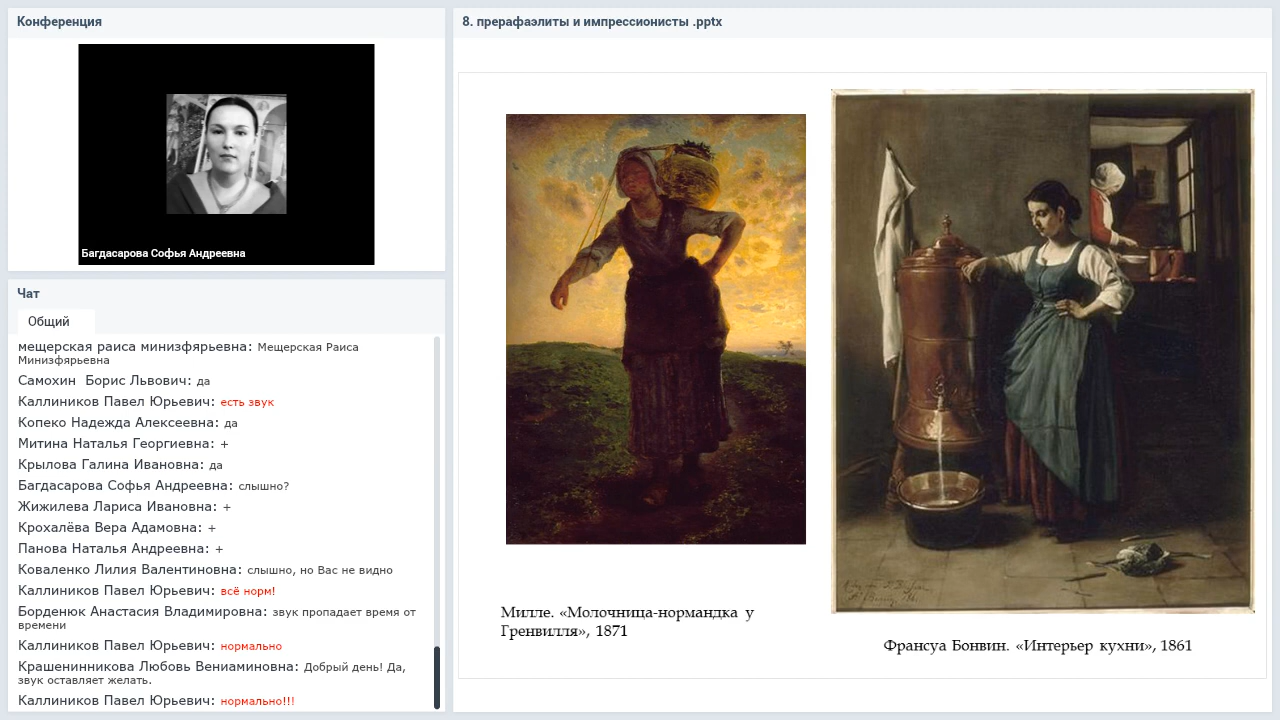 Конференция
Багдасарова Софья Андреевна
Чат
Общий
мещерская раиса минизфярьевна: Мещерская Раиса
Минизфярьевна
Самохин Борис Львович: да
Каллиников Павел Юрьевич: есть звук
Копеко Надежда Алексеевна: да
Митина Наталья Георгиевна: +
Крылова Галина Ивановна: да
Багдасарова Софья Андреевна: слышно?
Жижилева Лариса Ивановна: +
Крохалёва Вера Адамовна: +
Панова Наталья Андреевна: +
Коваленко Лилия Валентиновна: слышно, но Вас не видно
Каллиников Павел Юрьевич: всё норм!
Борденюк Анастасия Владимировна: звук пропадает время от
времени
Каллиников Павел Юрьевич: нормально
Крашенинникова Любовь Вениаминовна: Добрый день! Да,
звук оставляет желать.
Каллиников Павел Юрьевич: нормально!!!
8. прерафаэлиты и импрессионисты .pptx
Милле. «Молочница-нормандка у
Гренвилля», 1871
Франсуа Бонвин. «Интерьер кухни», 1861